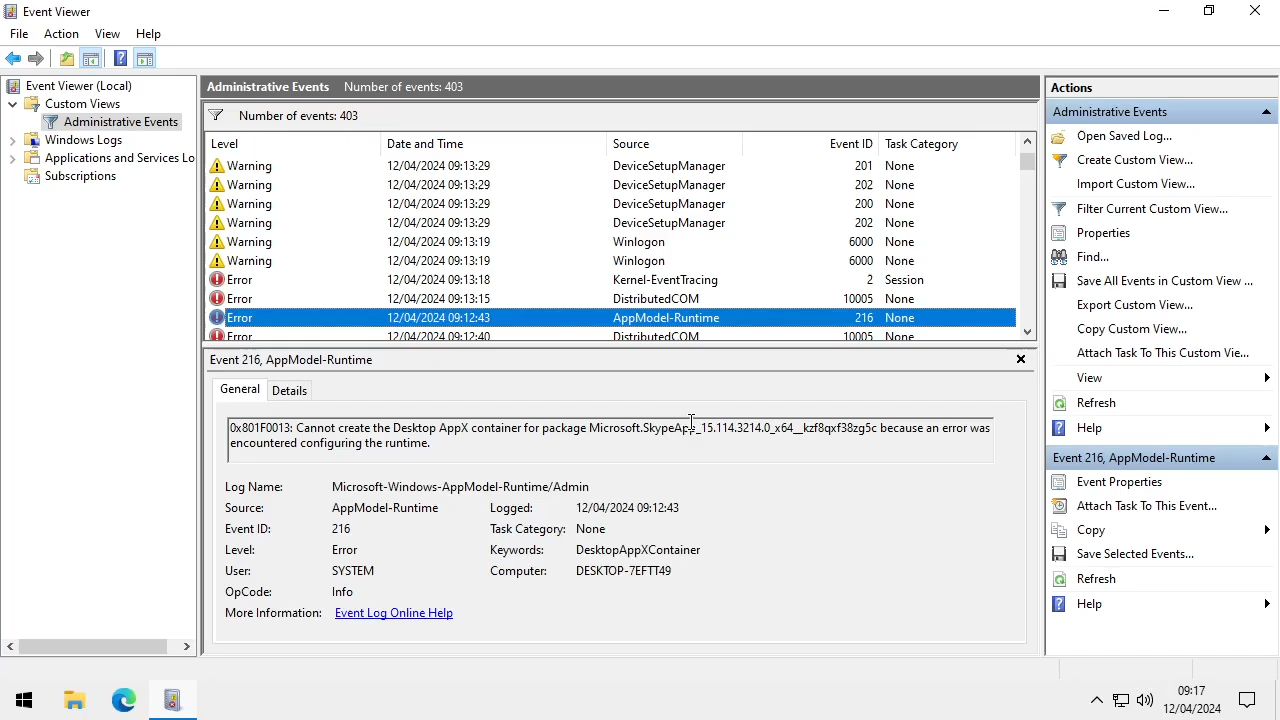 Event Viewer
File Action View Help
Event Viewer (Local)
Custom Views
Administrative Events
Windows Logs
Applications and Services Lo
Subscriptions
Administrative Events Number of events: 403
Number of events: 403
Level Date and Time Source Event ID Task Category
Warning 12/04/2024 09:13:29 DeviceSetupManager 201 None
Warning 12/04/2024 09:13:29 DeviceSetupManager 202 None
Warning 12/04/2024 09:13:29 DeviceSetupManager 200 None
Warning 12/04/2024 09:13:29 DeviceSetupManager 202 None
Warning 12/04/2024 09:13:19 Winlogon 6000 None
Warning 12/04/2024 09:13:19 Winlogon 6000 None
Error 12/04/2024 09:13:18 Kernel-EventTracing 2 Session
Error 12/04/2024 09:13:15 DistributedCOM 10005 None
Error 12/04/2024 09:12:43 AppModel-Runtime 216 None
Error 12/04/2024 09:12:40 DistributedCOM 10005 None
Event 216, AppModel-Runtime
General Details
0x801F0013: Cannot create the Desktop AppX container for package Microsoft.SkypeApp_15.114.3214.0_x64__kzf8qxf38zg5c because an error was
encountered configuring the runtime.
Log Name: Microsoft-Windows-AppModel-Runtime/Admin
Source: AppModel-Runtime Logged: 12/04/2024 09:12:43
Event ID: 216 Task Category: None
Level: Error Keywords: DesktopAppXContainer
User: SYSTEM Computer: DESKTOP-7EFTT49
OpCode: Info
More Information: Event Log Online Help
Actions
Administrative Events
Open Saved Log...
Create Custom View...
Import Custom View...
Filter Current Custom View...
Properties
Find...
Save All Events in Custom View ...
Export Custom View...
Copy Custom View...
Attach Task To This Custom Vie...
View
Refresh
Help
Event 216, AppModel-Runtime
Event Properties
Attach Task To This Event...
Copy
Save Selected Events...
Refresh
Help
09:17
12/04/2024